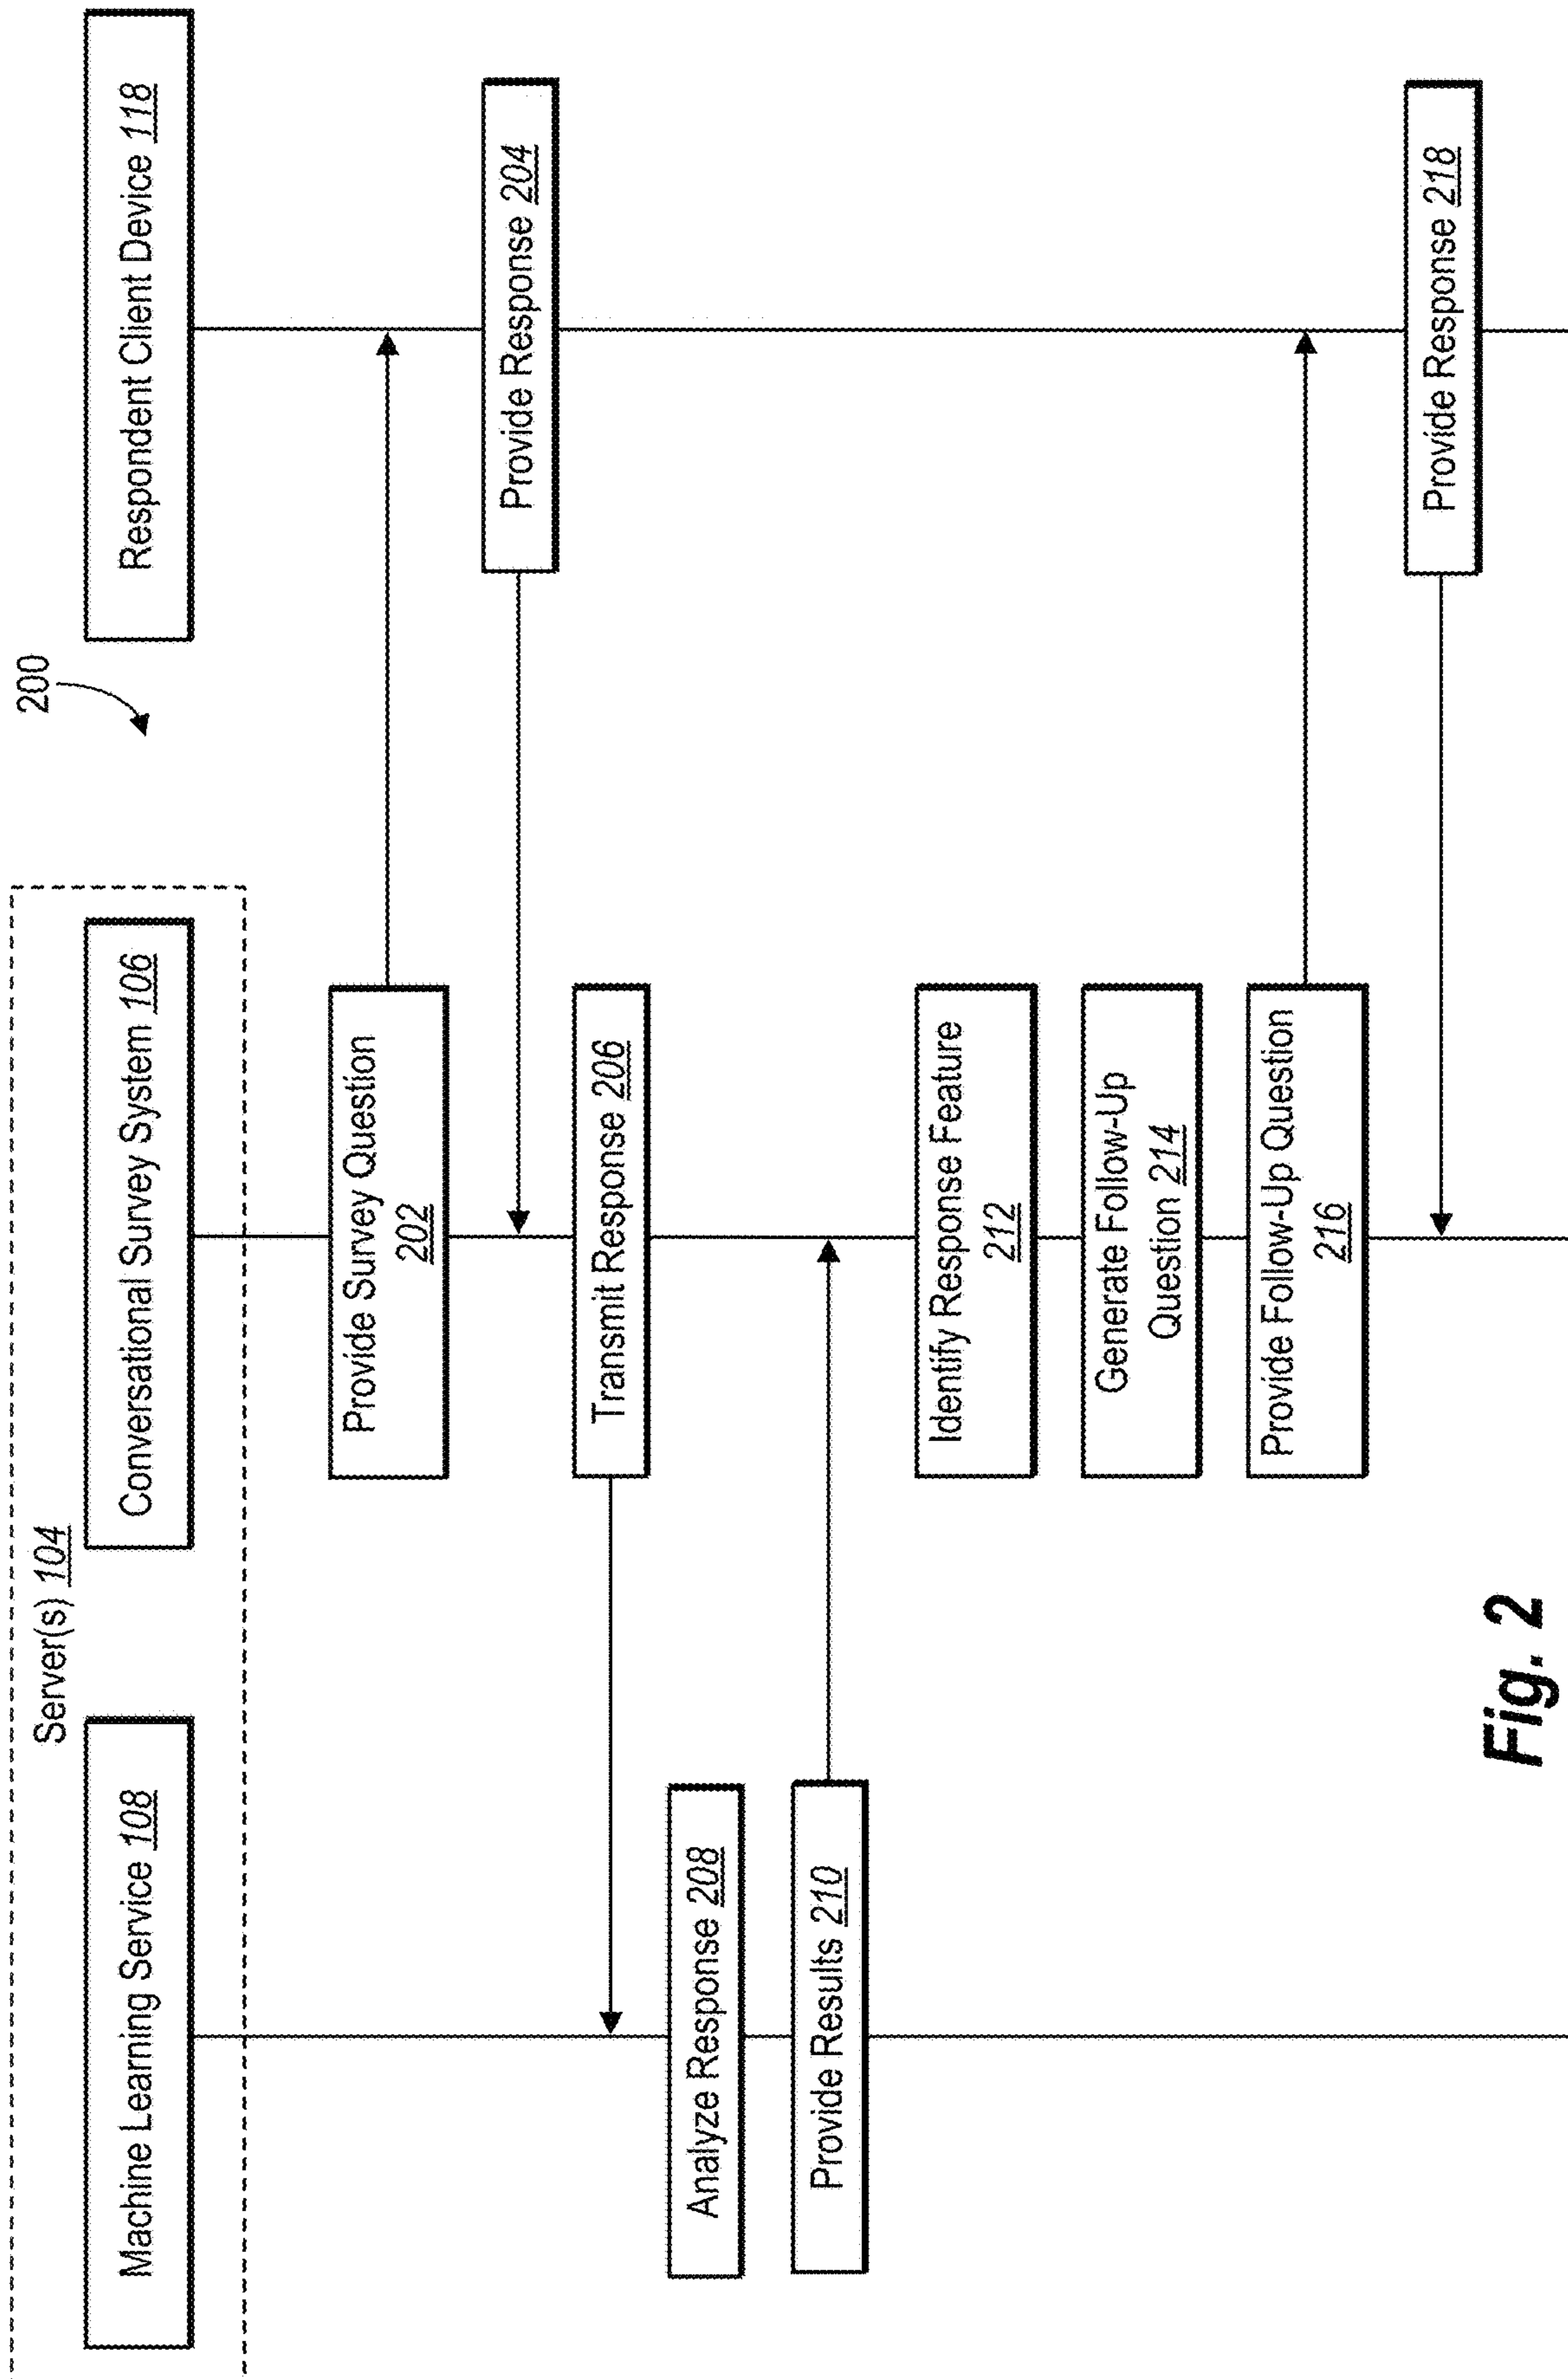 200
Server(s) 104
Machine Learning Service 108
Conversational Survey System 106
Respondent Client Device 118
Provide Survey Question
202
Provide Response 204
Transmit Response 206
Analyze Response 208
Provide Results 210
Identify Response Feature
212
Generate Follow-Up
Question 214
Provide Follow-Up Question
216
Provide Response 218
Fig. 2